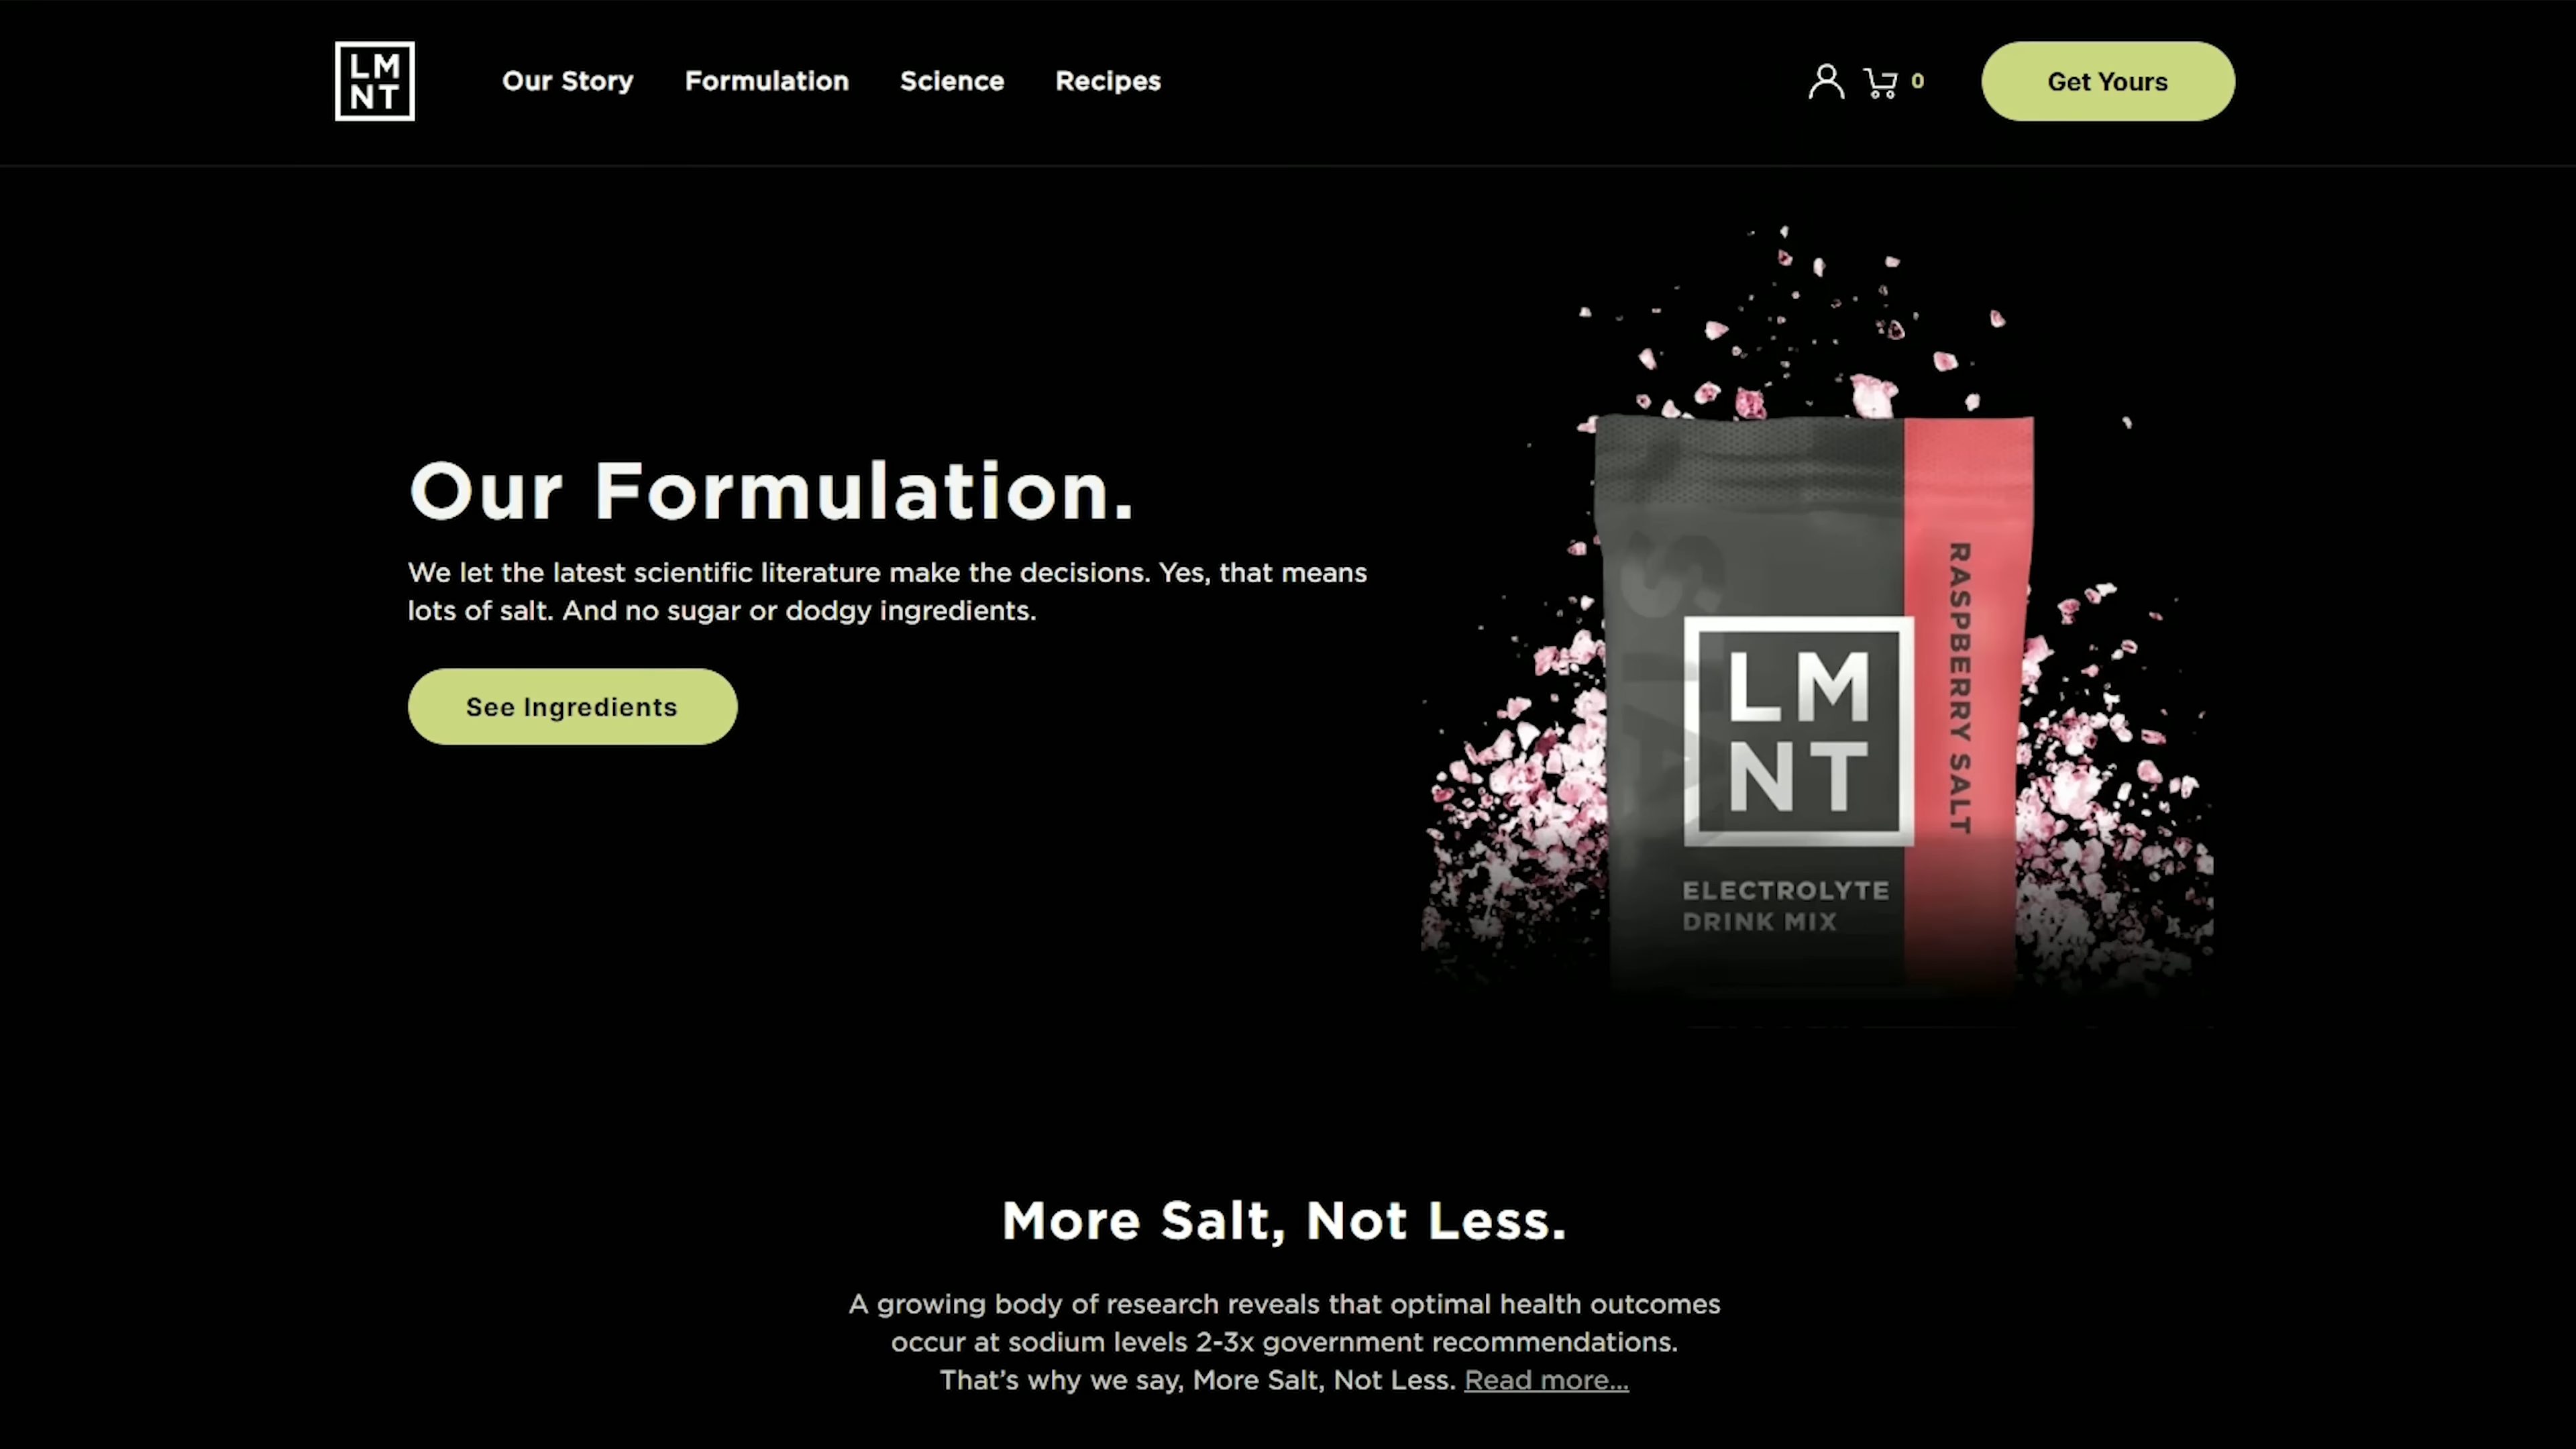 LM
NT
Our Story
Formulation
Science
Recipes
0
Get Yours
Our Formulation.
We let the latest scientific literature make the decisions. Yes, that means
lots of salt. And no sugar or dodgy ingredients.
See Ingredients
LM
NT
RASPBERRY SALT
ELECTROLYTE
DRINK MIX
More Salt, Not Less.
A growing body of research reveals that optimal health outcomes
occur at sodium levels 2-3x government recommendations.
That’s why we say, More Salt, Not Less. Read more...